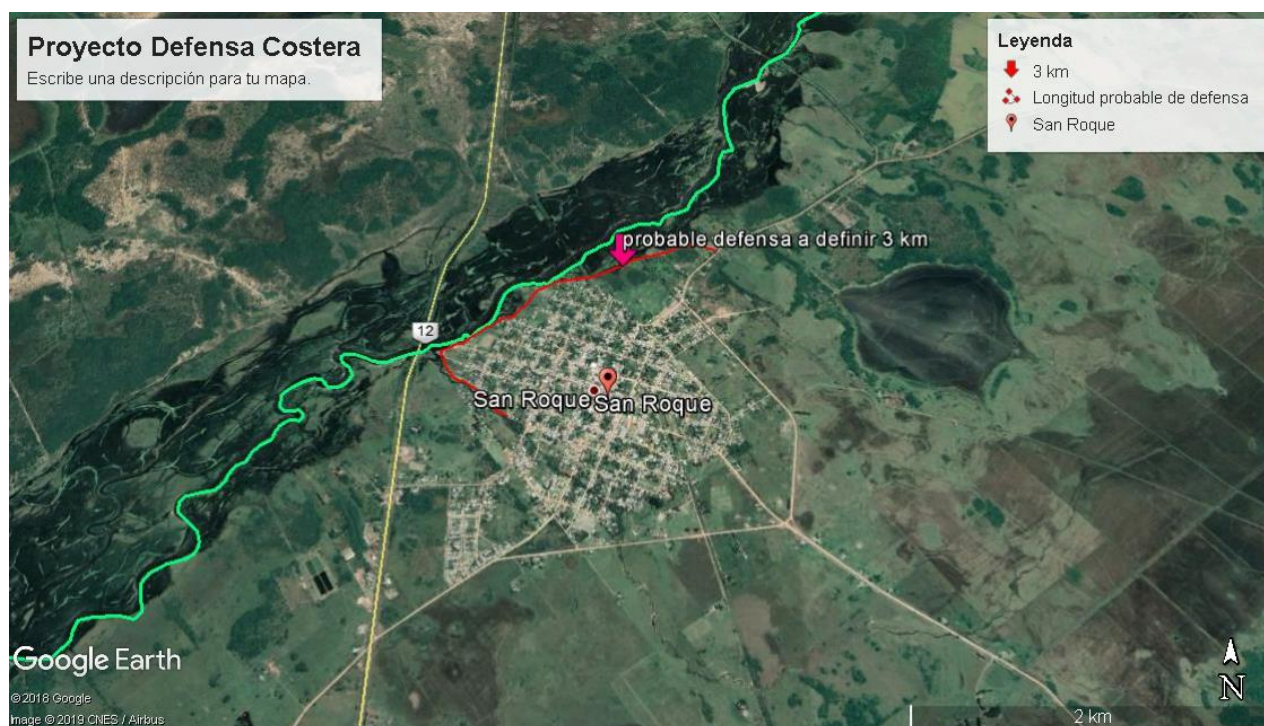 Proyecto Defensa Costera
Escribe una descripción para tu mapa.
Leyenda
3 km
Longitud probable de defensa
San Roque
probable defensa a definir 3 km
12
San Roque
San Roque
Google Earth
© 2018 Google
Image © 2019 CNES / Airbus
N
2 km